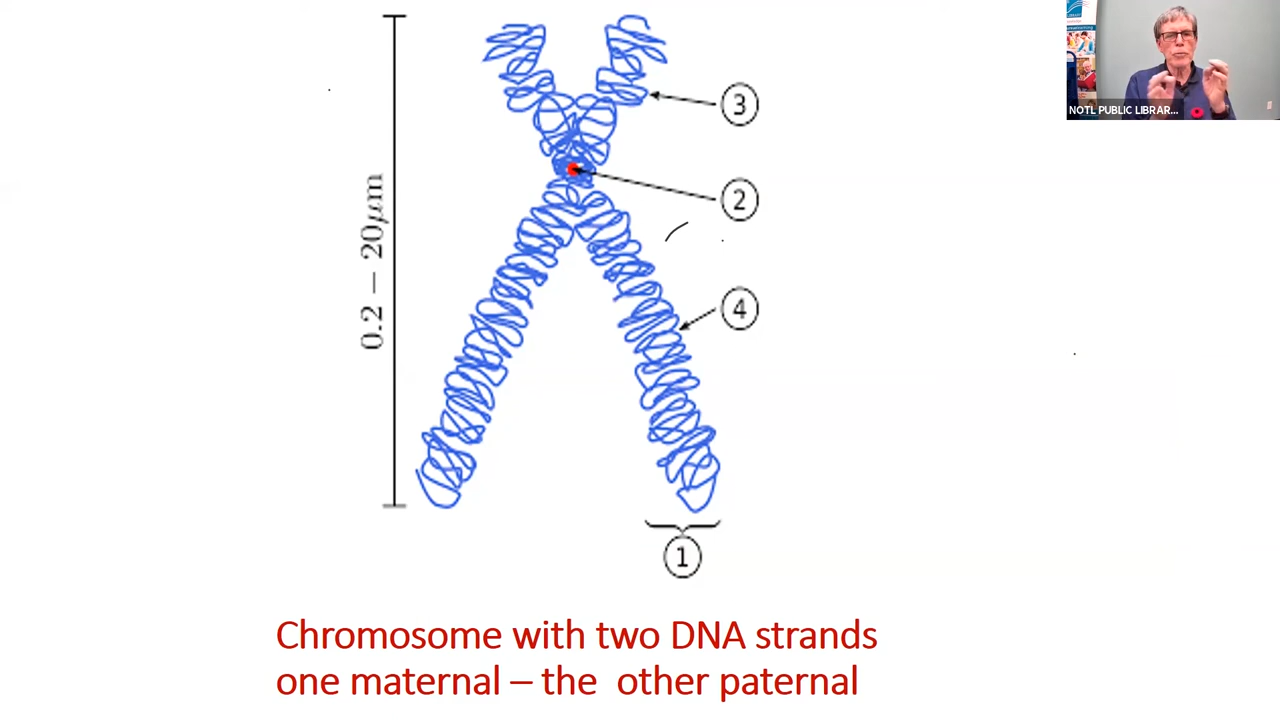 NOTL PUBLIC LIBRAR...
3
2
0.2 – 20μm
4
1
Chromosome with two DNA strands
one maternal – the other paternal